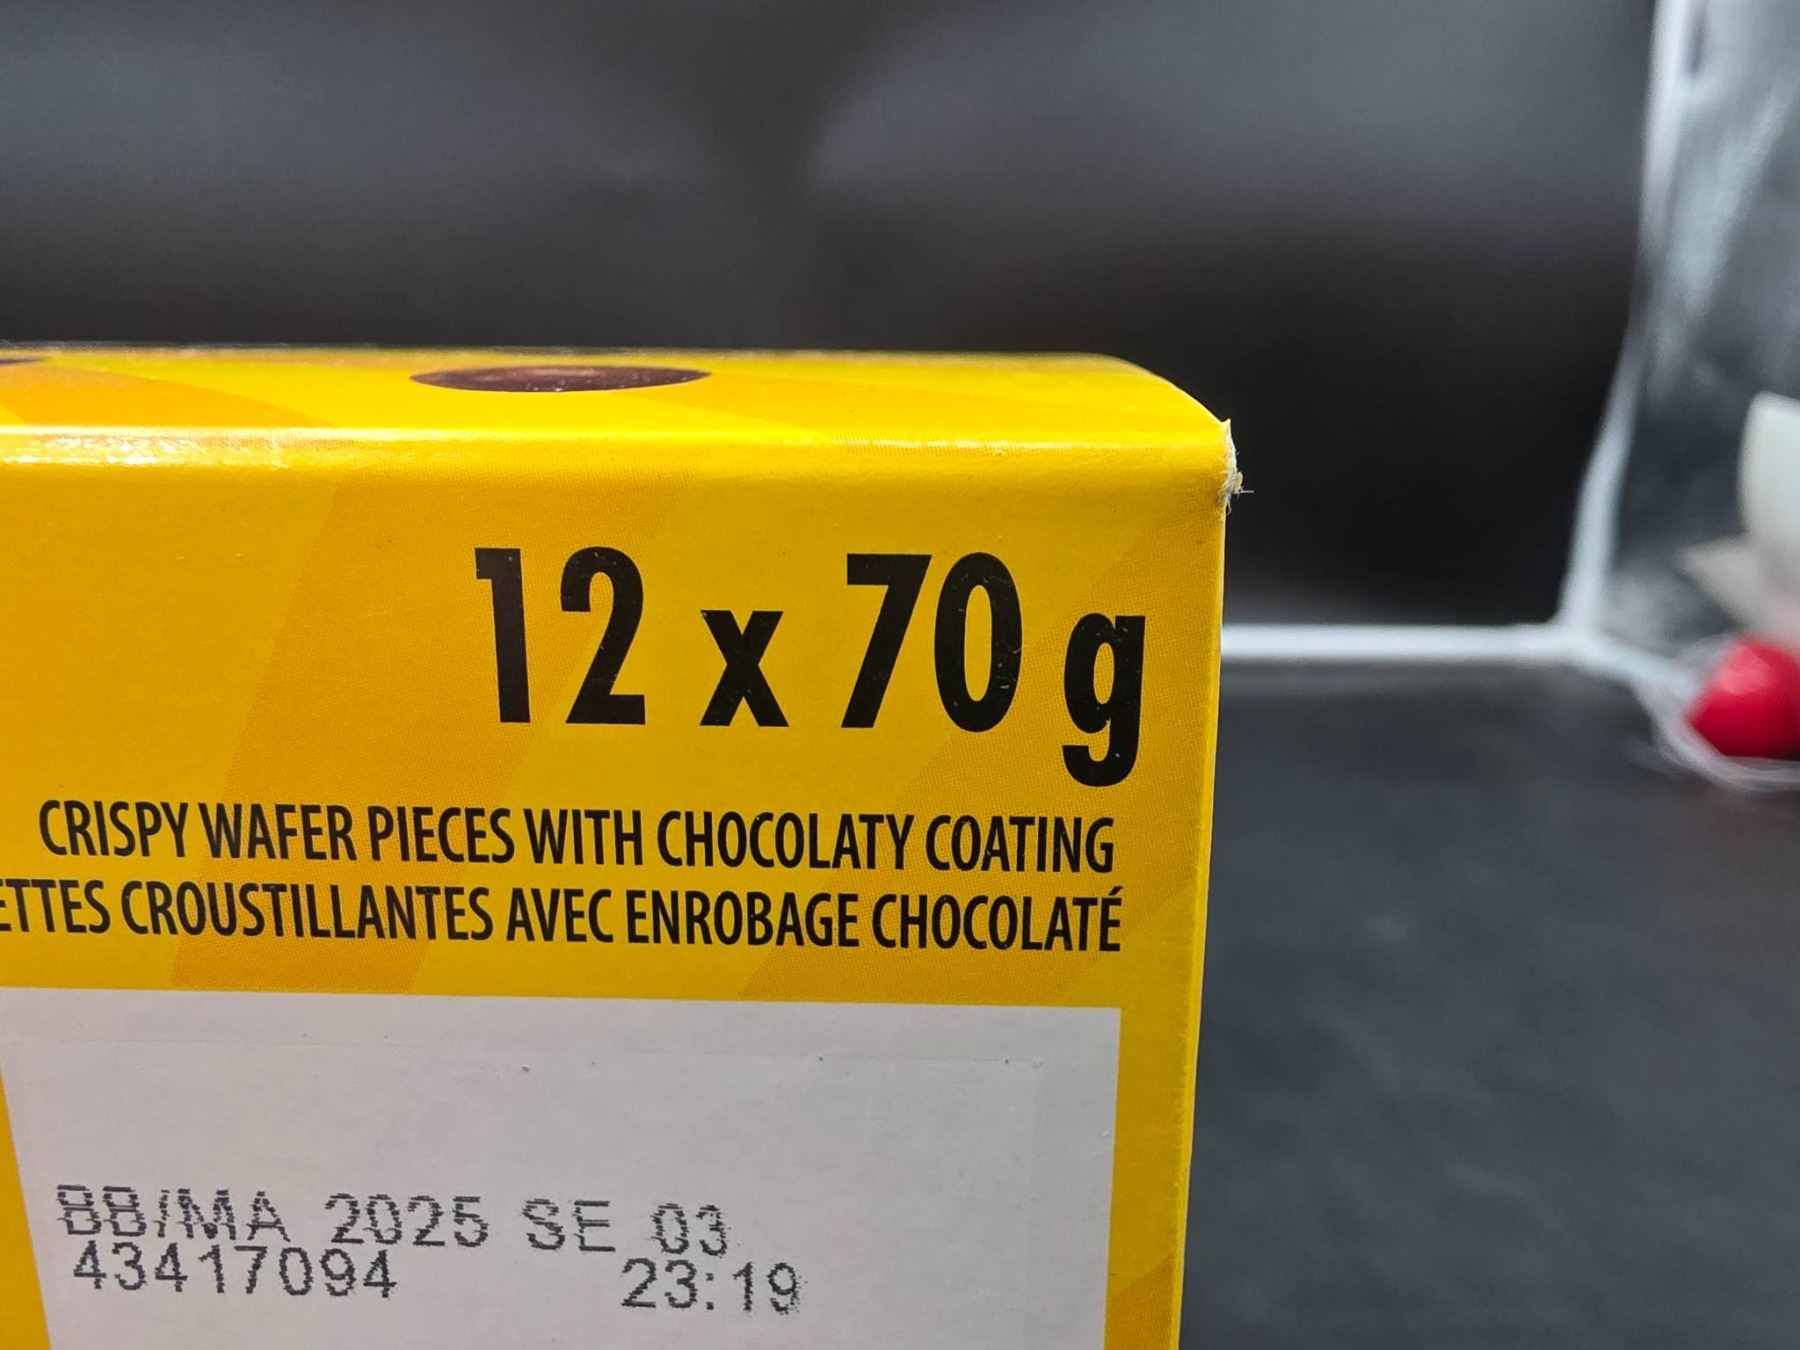 12 x 70 g
CRISPY WAFER PIECES WITH CHOCOLATY COATING
ETTES CROUSTILLANTES AVEC ENROBAGE CHOCOLATÉ
BB/MA 2025 SE 03
43417094 23:19